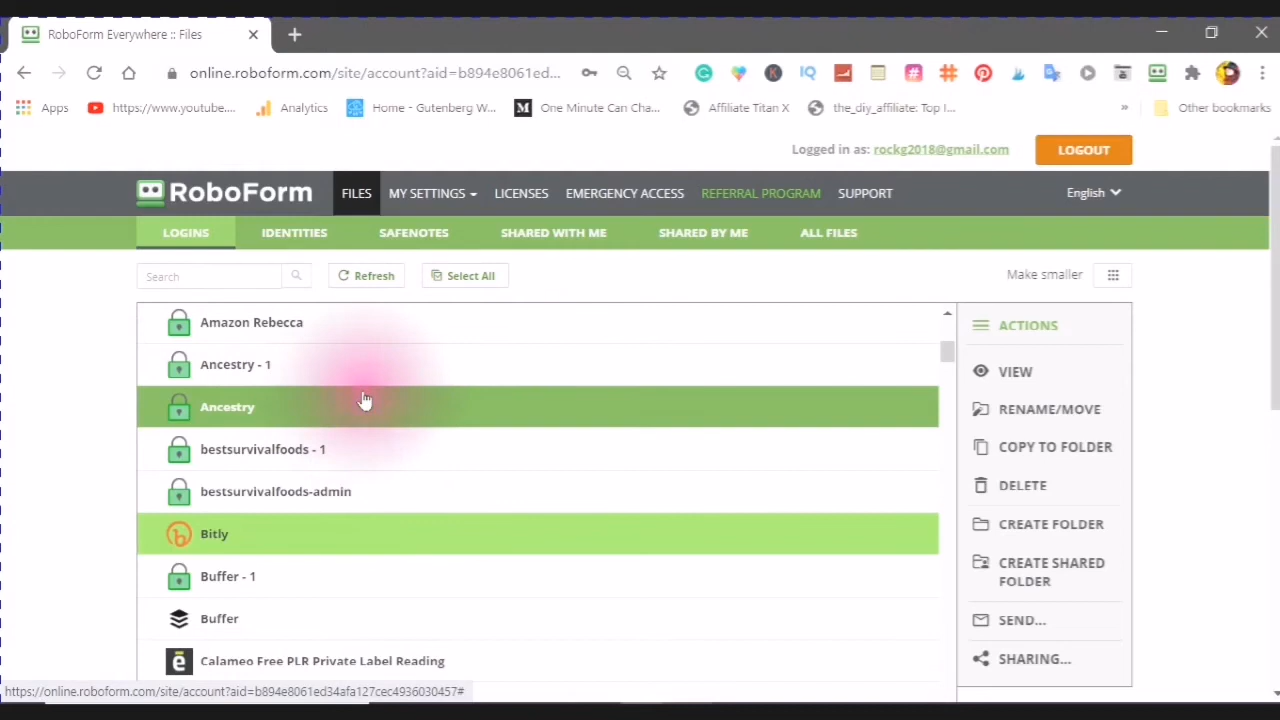 RoboForm Everywhere :: Files
online.roboform.com/site/account?aid=b894e8061ed...
Apps
https://www.youtube....
Analytics
Home - Gutenberg W...
One Minute Can Cha...
Affiliate Titan X
the_diy_affiliate: Top I...
»
Other bookmarks
Logged in as: rockg2018@gmail.com
LOGOUT
RoboForm
FILES
MY SETTINGS
LICENSES
EMERGENCY ACCESS
REFERRAL PROGRAM
SUPPORT
English
LOGINS
IDENTITIES
SAFENOTES
SHARED WITH ME
SHARED BY ME
ALL FILES
Search
Refresh
Select All
Make smaller
Amazon Rebecca
Ancestry - 1
Ancestry
bestsurvivalfoods - 1
bestsurvivalfoods-admin
Bitly
Buffer - 1
Buffer
Calameo Free PLR Private Label Reading
ACTIONS
VIEW
RENAME/MOVE
COPY TO FOLDER
DELETE
CREATE FOLDER
CREATE SHARED
FOLDER
SEND...
SHARING...
https://online.roboform.com/site/account?aid=b894e8061ed34afa127cec4936030457#